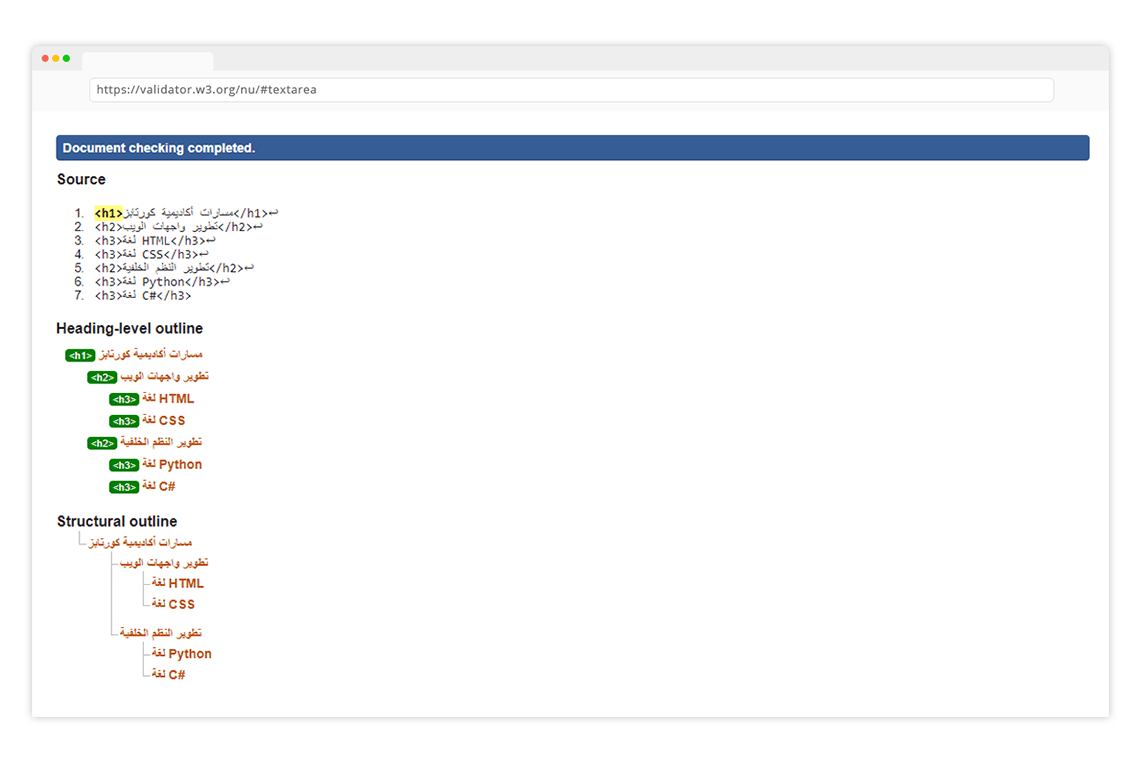 https://validator.w3.org/nu/#textarea
Document checking completed.
Source
1. <h1>مسارات أكاديمية كورتابز</h1>↩
2. <h2>تطوير واجهات الويب</h2>↩
3. <h3>لغة HTML</h3>↩
4. <h3>لغة CSS</h3>↩
5. <h2>تطوير النظم الخلفية</h2>↩
6. <h3>لغة Python</h3>↩
7. <h3>لغة C#</h3>
Heading-level outline
<h1> مسارات أكاديمية كورتابز
<h2> تطوير واجهات الويب
<h3> لغة HTML
<h3> لغة CSS
<h2> تطوير النظم الخلفية
<h3> لغة Python
<h3> لغة C#
Structural outline
مسارات أكاديمية كورتابز
تطوير واجهات الويب
لغة HTML
لغة CSS
تطوير النظم الخلفية
لغة Python
لغة C#